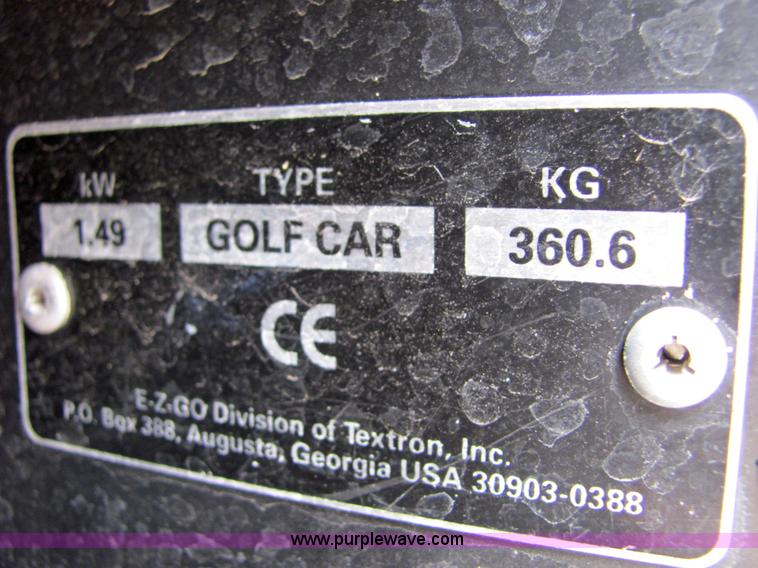 kW TYPE KG
1.49 GOLF CAR 360.6
CE
E-Z-GO Division of Textron, Inc.
P.O. Box 388, Augusta, Georgia USA 30903-0388
www.purplewave.com